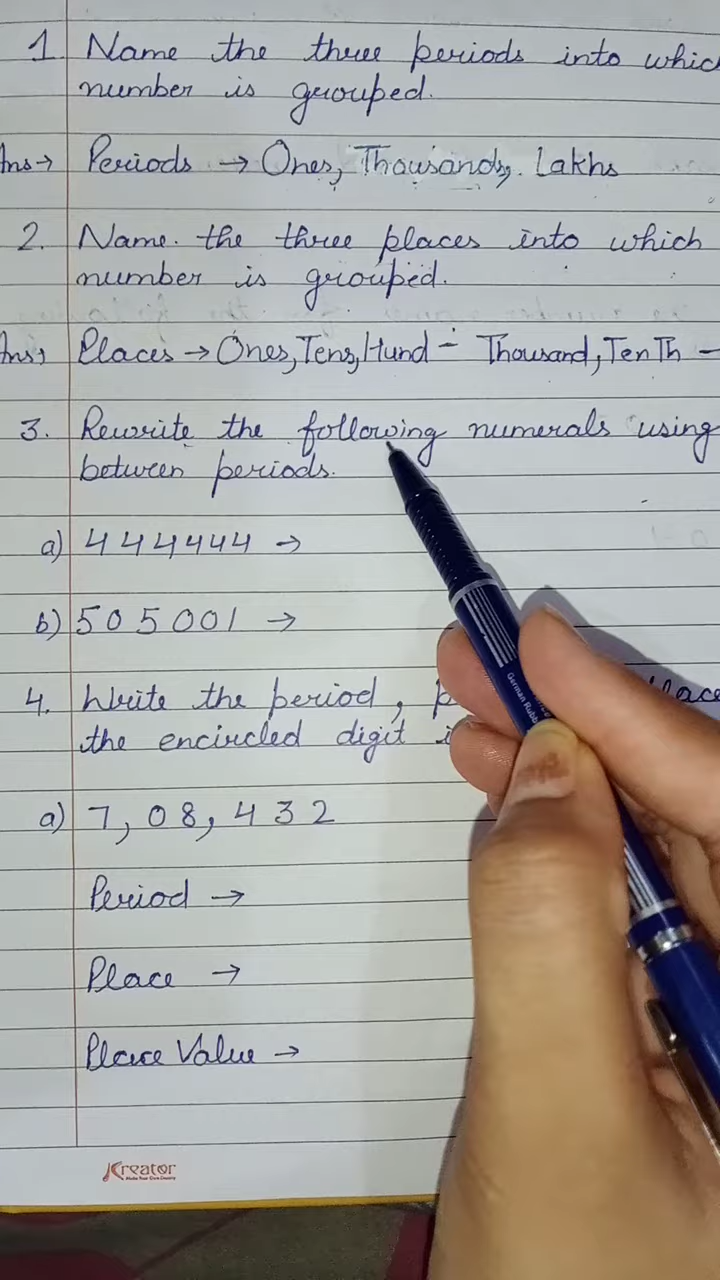 1. Name the three periods into which
number is grouped.
Ans→ Periods → Ones, Thousands, Lakhs
2. Name the three places into which
number is grouped.
Ans→ Places → Ones, Tens, Hund - Thousand, Ten Th -
3. Rewrite the following numerals using
between periods.
a) 444444 →
b) 505001 →
4. Write the period,
the encircled digit
a) 7,08,432
Period →
Place →
Place Value →
Kreator
German Rubb